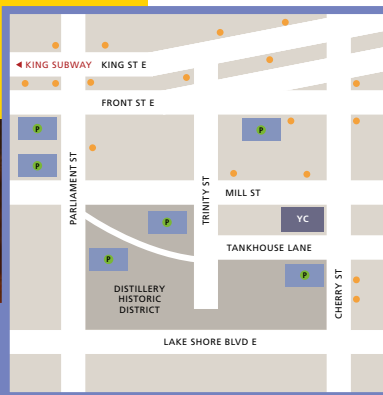 ◄ KING SUBWAY KING ST E
FRONT ST E
P
P
P
PARLIAMENT ST
TRINITY ST
MILL ST
YC
P
TANKHOUSE LANE
P
P
CHERRY ST
DISTILLERY
HISTORIC
DISTRICT
LAKE SHORE BLVD E